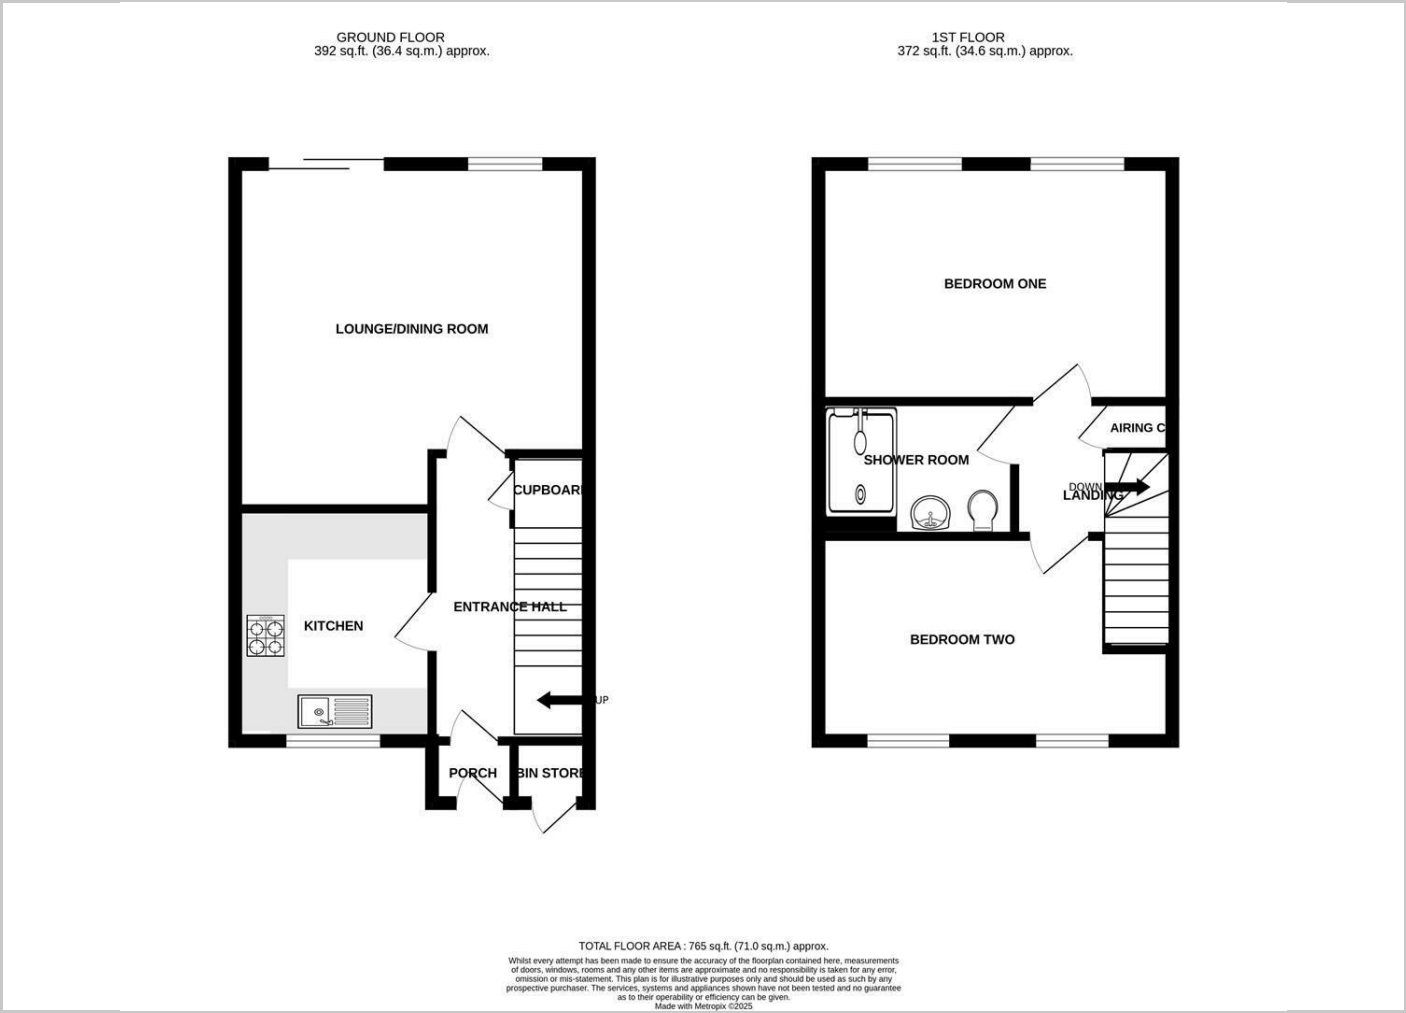 GROUND FLOOR
392 sq.ft. (36.4 sq.m.) approx.
1ST FLOOR
372 sq.ft. (34.6 sq.m.) approx.
LOUNGE/DINING ROOM
CUPBOARD
ENTRANCE HALL
KITCHEN
UP
PORCH
BIN STORE
BEDROOM ONE
AIRING C
SHOWER ROOM
DOWN
LANDING
BEDROOM TWO
TOTAL FLOOR AREA : 765 sq.ft. (71.0 sq.m.) approx.
Whilst every attempt has been made to ensure the accuracy of the floorplan contained here, measurements
of doors, windows, rooms and any other items are approximate and no responsibility is taken for any error,
omission or mis-statement. This plan is for illustrative purposes only and should be used as such by any
prospective purchaser. The services, systems and appliances shown have not been tested and no guarantee
as to their operability or efficiency can be given.
Made with Metropix ©2025